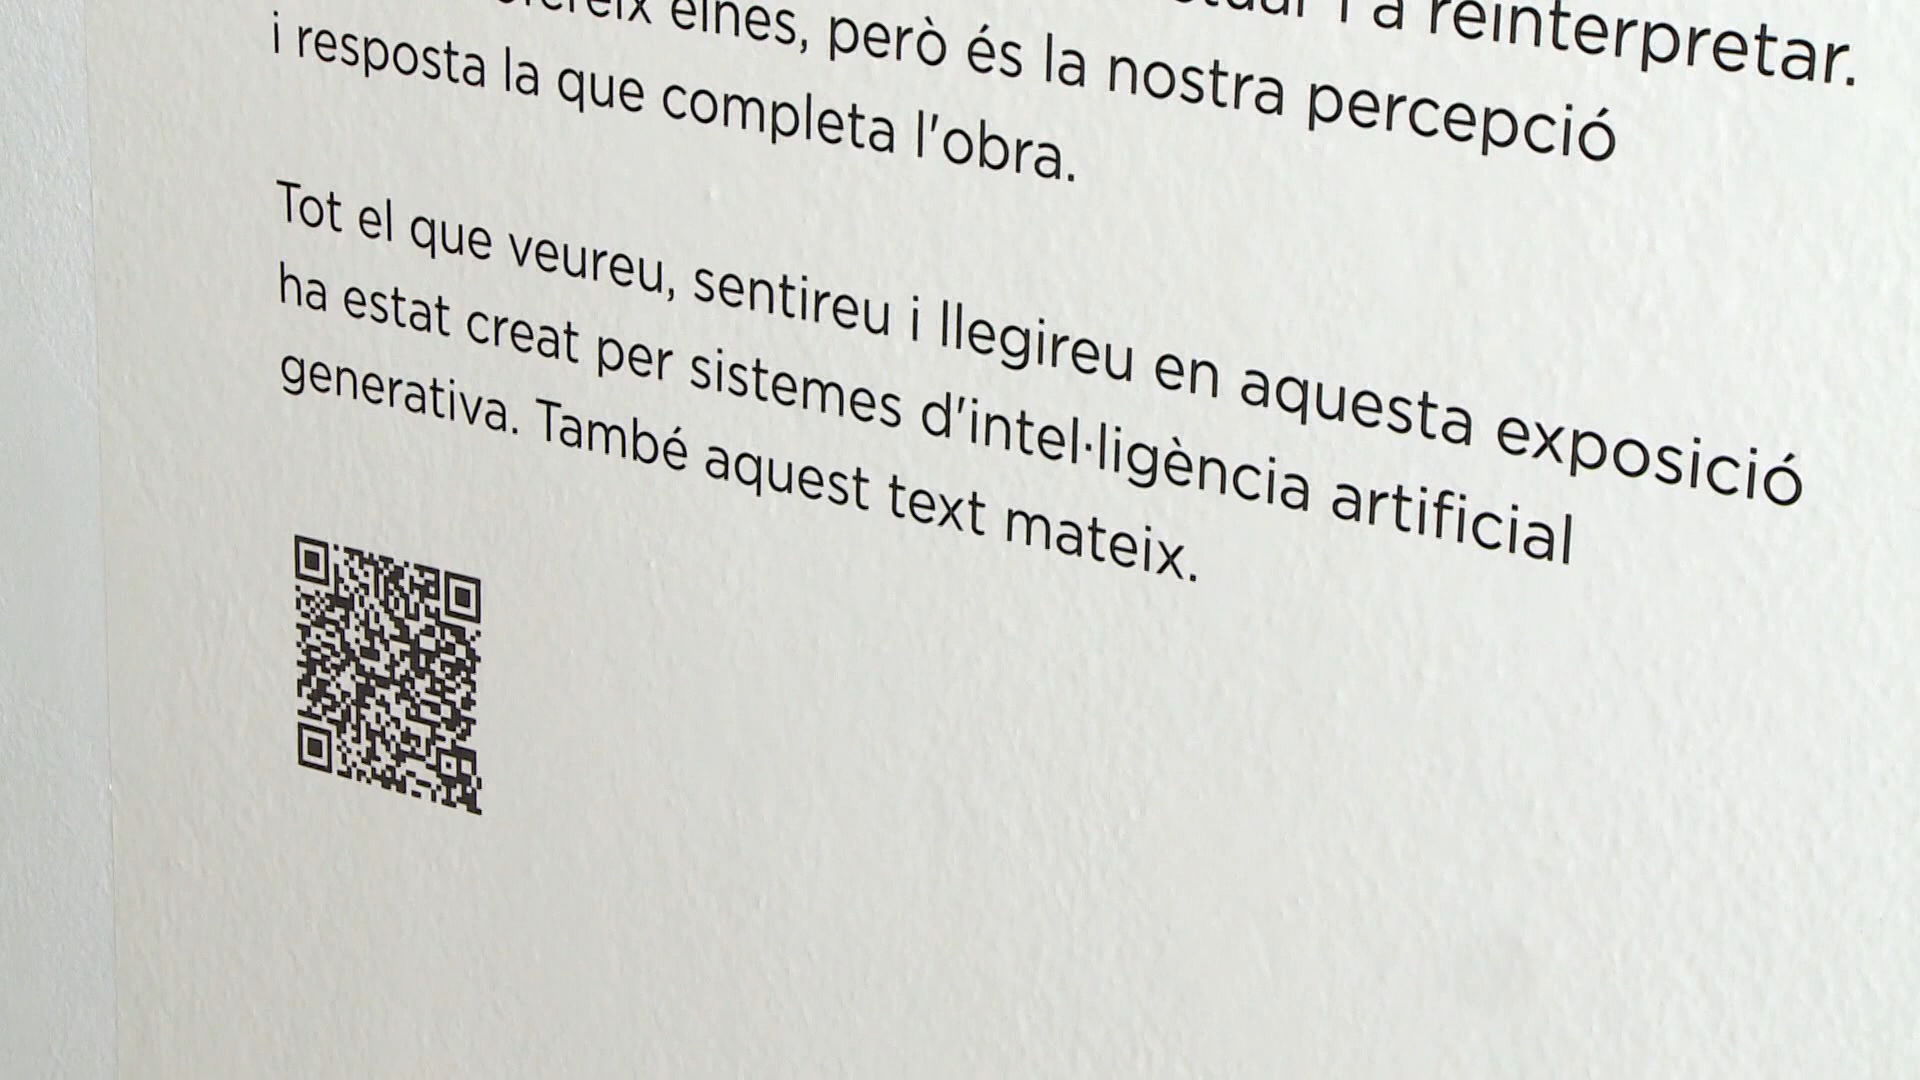 i a reinterpretar.
eines, però és la nostra percepció
i resposta la que completa l'obra.
Tot el que veureu, sentireu i llegireu en aquesta exposició
ha estat creat per sistemes d'intel·ligència artificial
generativa. També aquest text mateix.